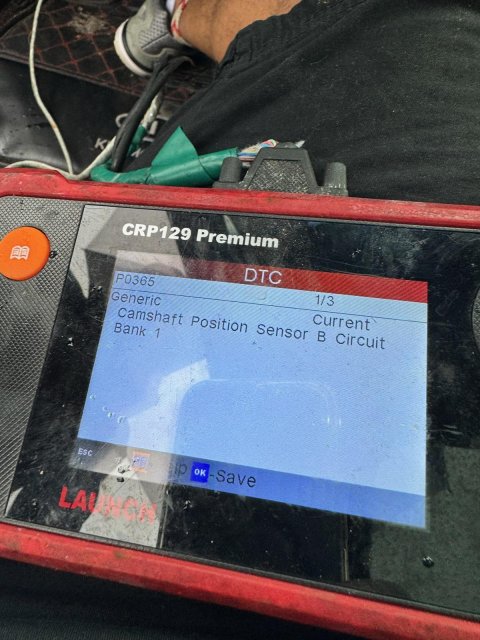 CRP129 Premium
DTC
P0365 1/3
Generic Current
Camshaft Position Sensor B Circuit
Bank 1
ESC
OK -Save
LAUNCH